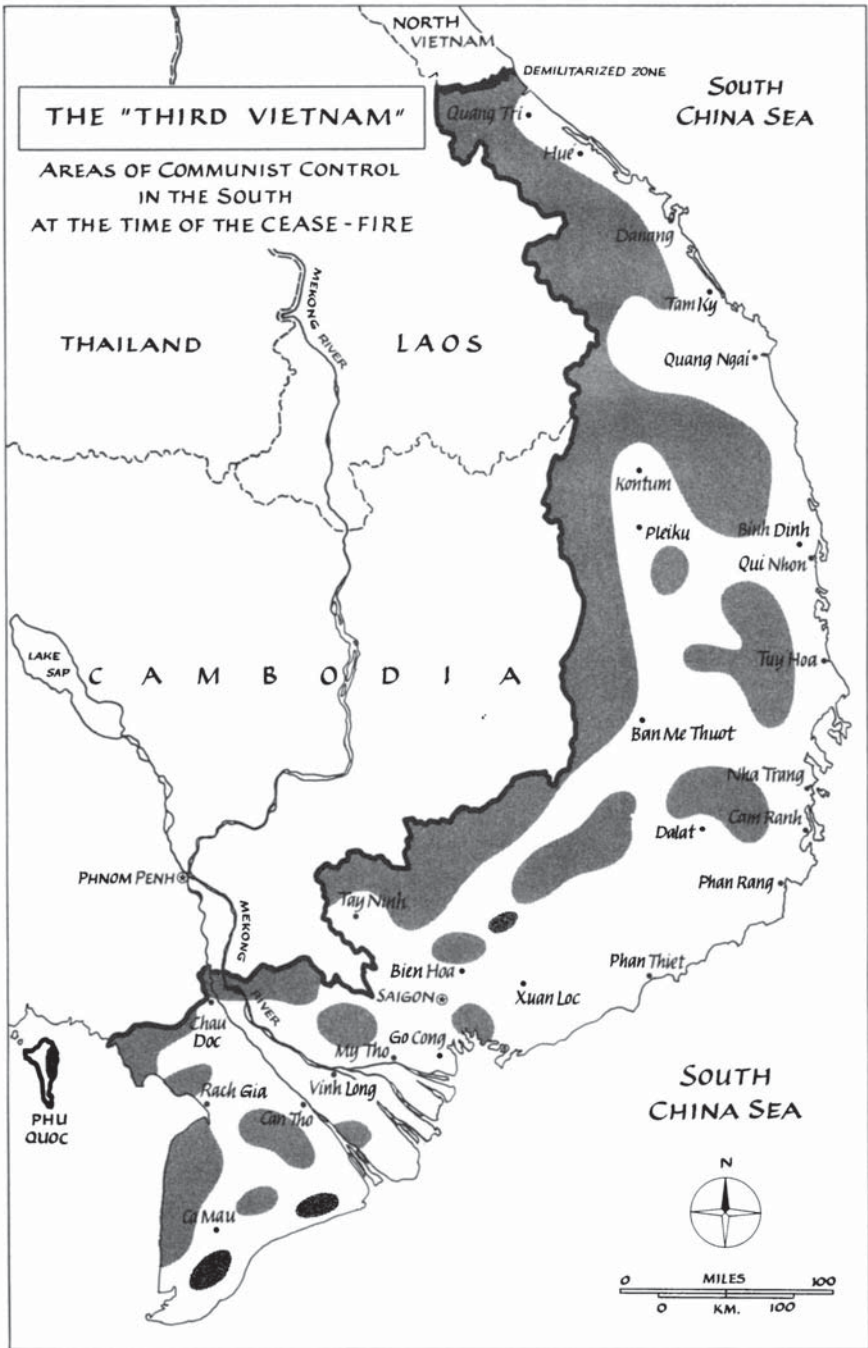 NORTH
VIETNAM
DEMILITARIZED ZONE
SOUTH
CHINA SEA
THE "THIRD VIETNAM"
AREAS OF COMMUNIST CONTROL
IN THE SOUTH
AT THE TIME OF THE CEASE-FIRE
Quang Tri
Hué
Danang
Tam Ky
Quang Ngai
MEKONG
RIVER
THAILAND
LAOS
Kontum
Pleiku
Binh Dinh
Qui Nhon
LAKE
SAP
CAMBODIA
Tuy Hoa
Ban Me Thuot
Nha Trang
Cam Ranh
Dalat
Phan Rang
PHNOM PENH
Tay Ninh
MEKONG
RIVER
Bien Hoa
SAIGON
Xuan Loc
Phan Thiet
Chau
Doc
My Tho
Go Cong
Rach Gia
Vinh Long
Can Tho
PHU
QUOC
Ca Mau
SOUTH
CHINA SEA
N
0 MILES 100
0 KM. 100